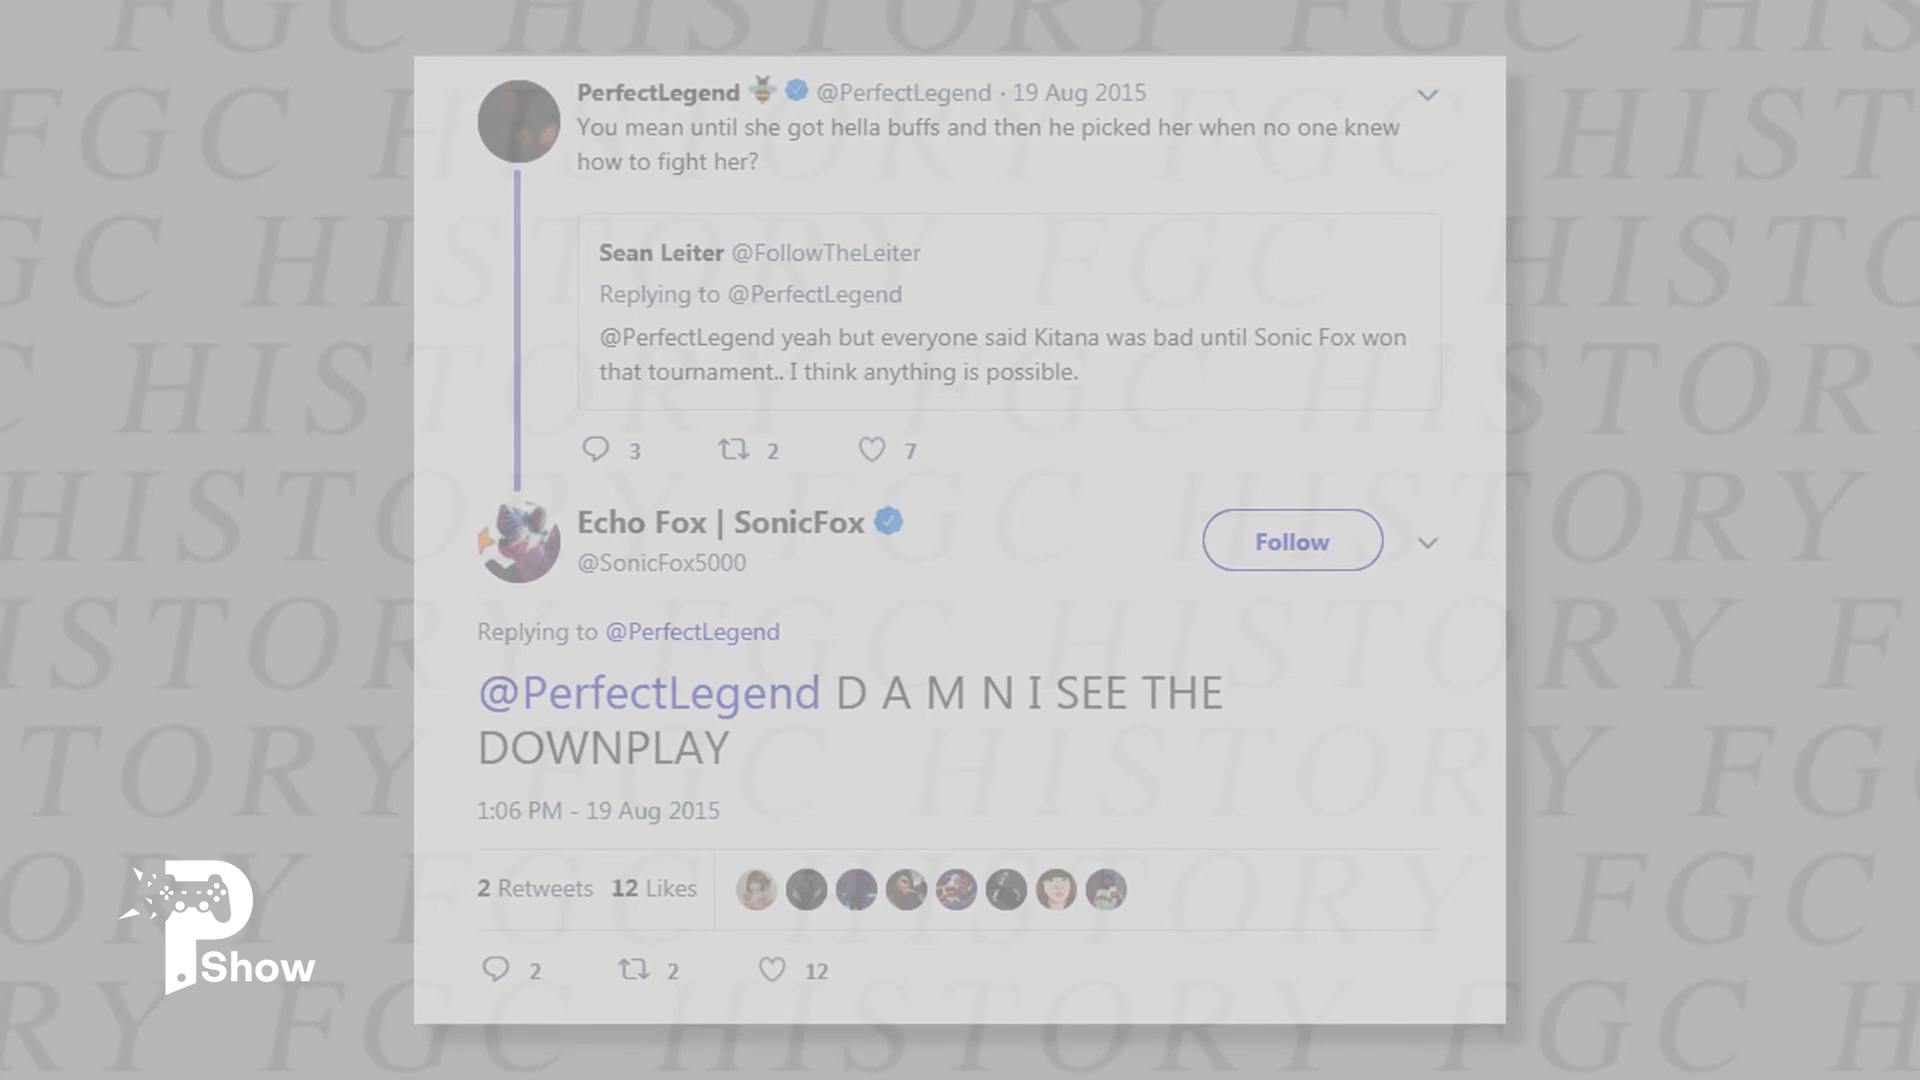 FGC HISTORY FGC HIS
PerfectLegend @PerfectLegend · 19 Aug 2015
You mean until she got hella buffs and then he picked her when no one knew
how to fight her?
Sean Leiter @FollowTheLeiter
Replying to @PerfectLegend
@PerfectLegend yeah but everyone said Kitana was bad until Sonic Fox won
that tournament.. I think anything is possible.
3 2 7
Echo Fox | SonicFox
@SonicFox5000
Follow
Replying to @PerfectLegend
@PerfectLegend D A M N I SEE THE
DOWNPLAY
1:06 PM - 19 Aug 2015
2 Retweets 12 Likes
2 2 12
P
Show